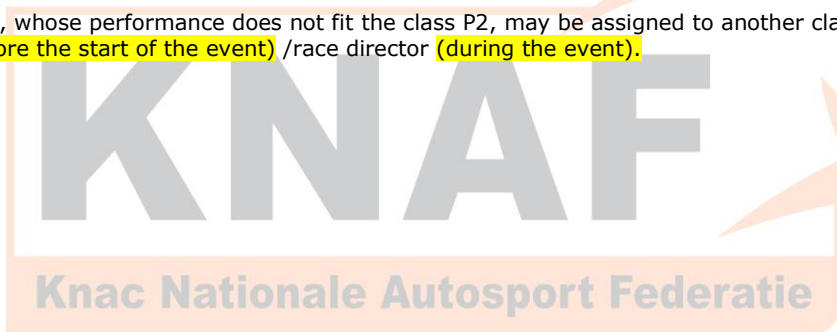 , whose performance does not fit the class P2, may be assigned to another cla
ore the start of the event) /race director (during the event).
KNAF
Knac Nationale Autosport Federatie